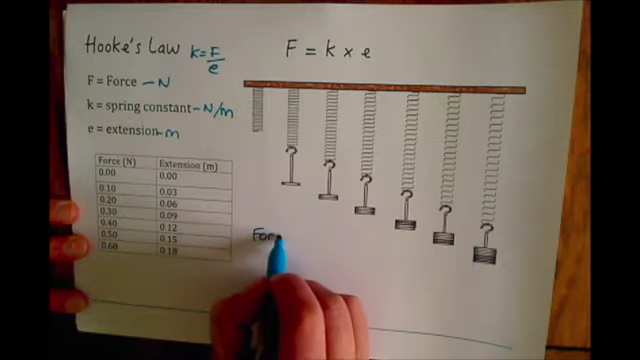 Hooke's Law k=F/e
F = k × e
F = Force - N
k = spring constant - N/m
e = extension - m
Force (N) Extension (m)
0.00 0.00
0.10 0.03
0.20 0.06
0.30 0.09
0.40 0.12
0.50 0.15
0.60 0.18
For